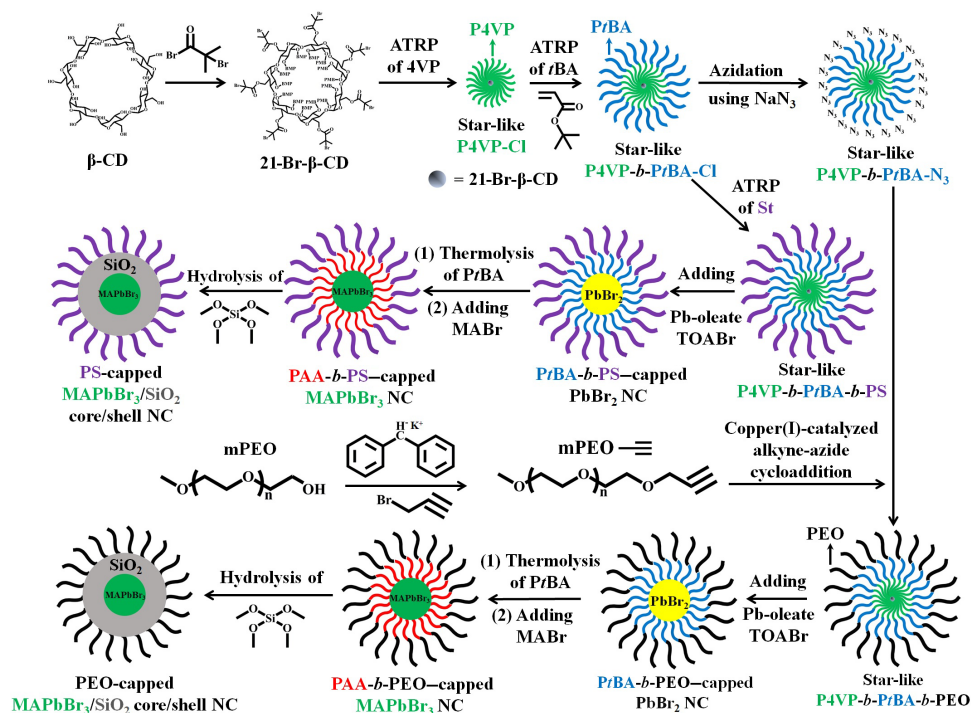 P4VP
PtBA
Br
O
Br
ATRP
of 4VP
ATRP
of tBA
O
O
Azidation
using NaN3
N3
β-CD
21-Br-β-CD
Star-like
P4VP-Cl
= 21-Br-β-CD
Star-like
P4VP-b-PtBA-Cl
Star-like
P4VP-b-PtBA-N3
ATRP
of St
SiO2
MAPbBr3
Hydrolysis of
O
O
Si
O
O
MAPbBr3
(1) Thermolysis
of PtBA
(2) Adding
MABr
PbBr2
Adding
Pb-oleate
TOABr
PS-capped
MAPbBr3/SiO2
core/shell NC
PAA-b-PS–capped
MAPbBr3 NC
PtBA-b-PS–capped
PbBr2 NC
Star-like
P4VP-b-PtBA-b-PS
mPEO
O
O
n
OH
H- K+
C
Br
mPEO
O
O
n
O
Copper(I)-catalyzed
alkyne-azide
cycloaddition
PEO
SiO2
MAPbBr3
Hydrolysis of
O
O
Si
O
O
MAPbBr3
(1) Thermolysis
of PtBA
(2) Adding
MABr
PbBr2
Adding
Pb-oleate
TOABr
PEO-capped
MAPbBr3/SiO2 core/shell NC
PAA-b-PEO–capped
MAPbBr3 NC
PtBA-b-PEO–capped
PbBr2 NC
Star-like
P4VP-b-PtBA-b-PEO